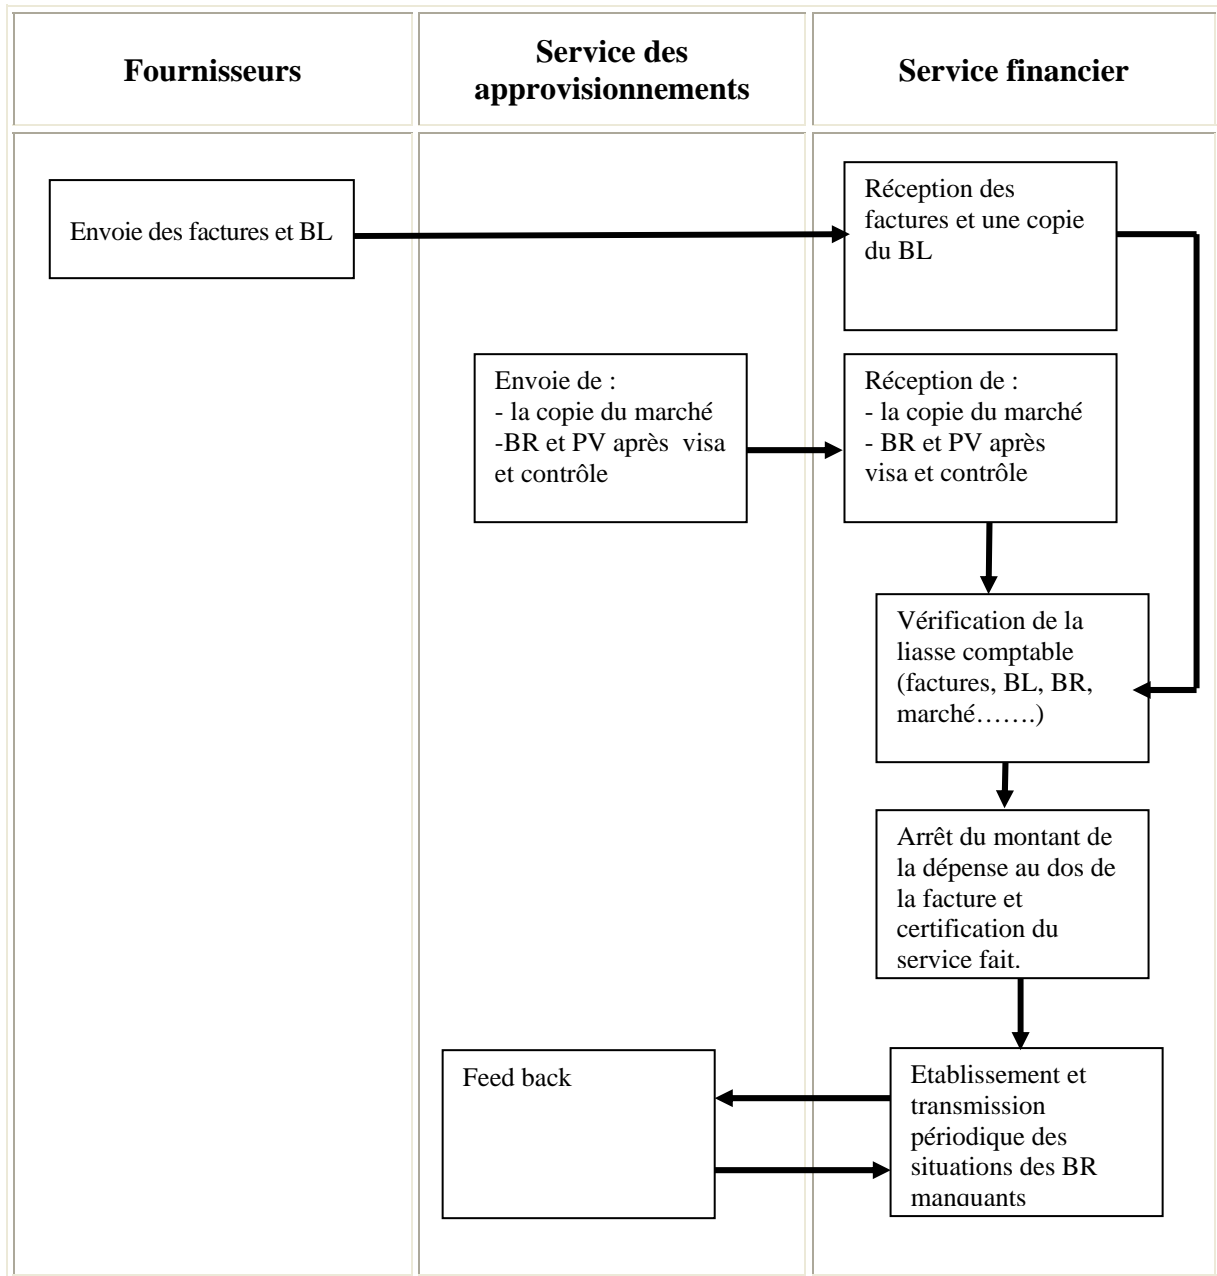 Fournisseurs
Service des
approvisionnements
Service financier
Envoie des factures et BL
Réception des
factures et une copie
du BL
Envoie de :
- la copie du marché
-BR et PV après visa
et contrôle
Réception de :
- la copie du marché
- BR et PV après
visa et contrôle
Vérification de la
liasse comptable
(factures, BL, BR,
marché…….)
Arrêt du montant de
la dépense au dos de
la facture et
certification du
service fait.
Feed back
Etablissement et
transmission
périodique des
situations des BR
manquants